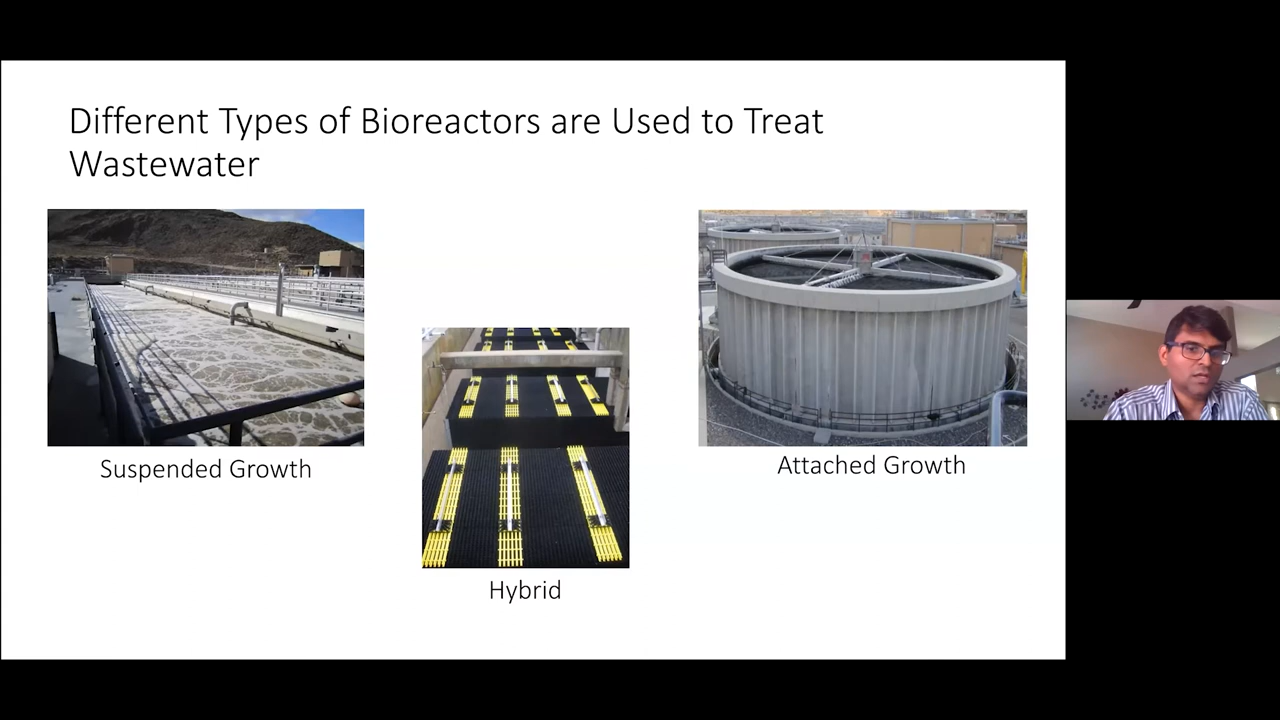 Different Types of Bioreactors are Used to Treat
Wastewater
Suspended Growth
Attached Growth
Hybrid